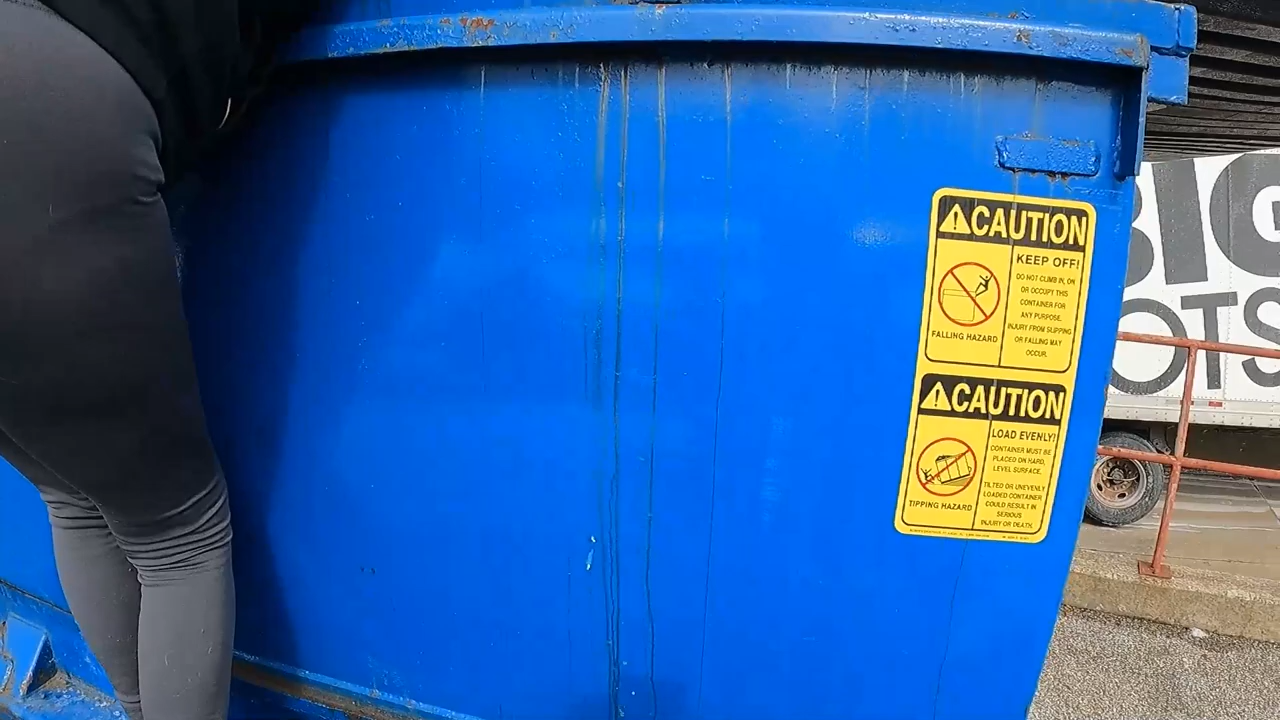 CAUTION
KEEP OFF!
DO NOT CLIMB IN, ON
OR OCCUPY THIS
CONTAINER FOR
ANY PURPOSE.
INJURY FROM SLIPPING
OR FALLING MAY
OCCUR.
FALLING HAZARD
CAUTION
LOAD EVENLY!
CONTAINER MUST BE
PLACED ON HARD,
LEVEL SURFACE.
TILTED OR UNEVENLY
LOADED CONTAINER
COULD RESULT IN
SERIOUS
INJURY OR DEATH.
TIPPING HAZARD
BIG
OTS